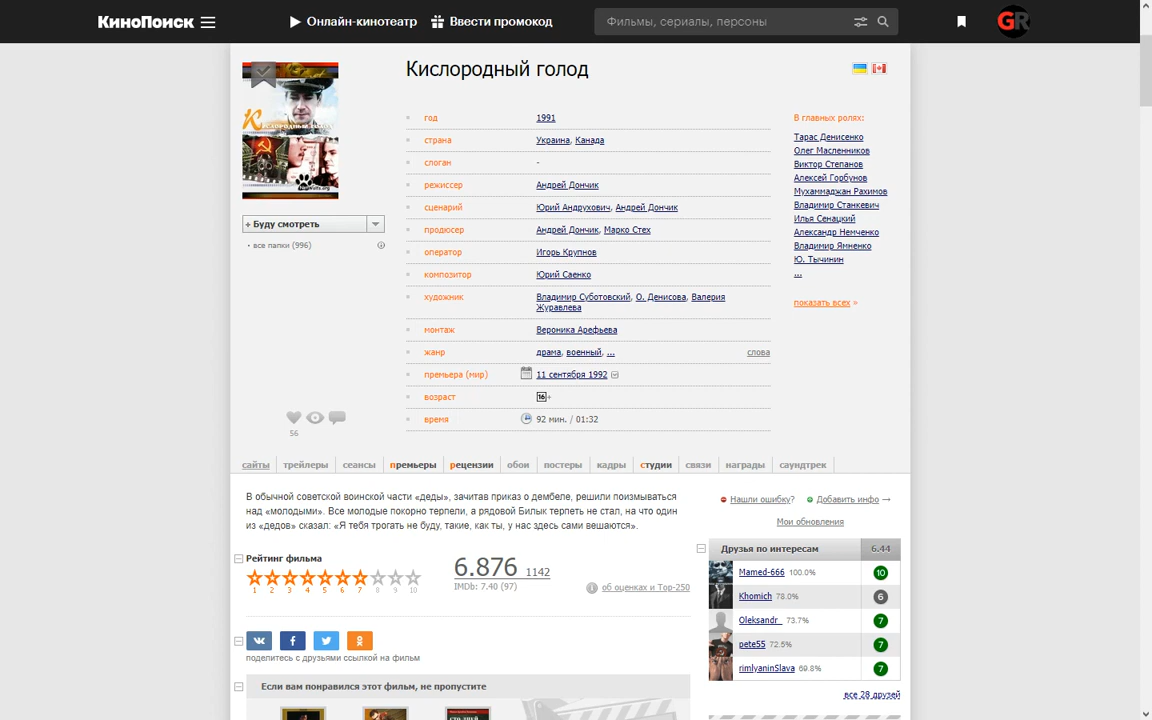 КиноПоиск
Онлайн-кинотеатр
Ввести промокод
Фильмы, сериалы, персоны
GR
Кислородный голод
+ Буду смотреть
• все папки (996)
56
год 1991
страна Украина, Канада
слоган -
режиссер Андрей Дончик
сценарий Юрий Андрухович, Андрей Дончик
продюсер Андрей Дончик, Марко Стех
оператор Игорь Крупнов
композитор Юрий Саенко
художник Владимир Суботовский, О. Денисова, Валерия
Журавлева
монтаж Вероника Арефьева
жанр драма, военный, ... слова
премьера (мир) 11 сентября 1992
возраст 16+
время 92 мин. / 01:32
В главных ролях:
Тарас Денисенко
Олег Масленников
Виктор Степанов
Алексей Горбунов
Мухаммаджан Рахимов
Владимир Станкевич
Илья Сенацкий
Александр Немченко
Владимир Ямненко
Ю. Тычинин
...
показать всех »
сайты трейлеры сеансы премьеры рецензии обои постеры кадры студии связи награды саундтрек
В обычной советской воинской части «деды», зачитав приказ о дембеле, решили поизмываться
над «молодыми». Все молодые покорно терпели, а рядовой Билык терпеть не стал, на что один
из «дедов» сказал: «Я тебя трогать не буду, такие, как ты, у нас здесь сами вешаются».
Рейтинг фильма
1 2 3 4 5 6 7 8 9 10
6.876 1142
IMDb: 7.40 (97)
об оценках и Top-250
поделитесь с друзьями ссылкой на фильм
Если вам понравился этот фильм, не пропустите
Нашли ошибку? Добавить инфо →
Мои обновления
Друзья по интересам 6.44
Mamed-666 100.0% 10
Khomich 78.0% 6
Oleksandr_ 73.7% 7
pete55 72.5% 7
rimlyaninSlava 69.8% 7
все 28 друзей